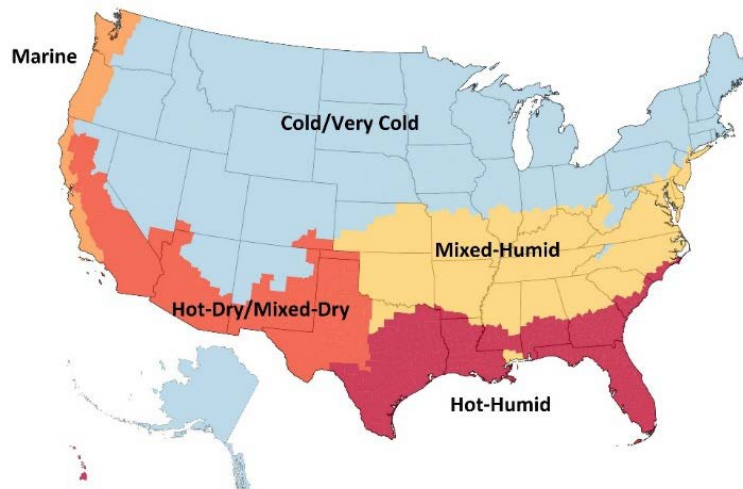 Marine
Cold/Very Cold
Mixed-Humid
Hot-Dry/Mixed-Dry
Hot-Humid